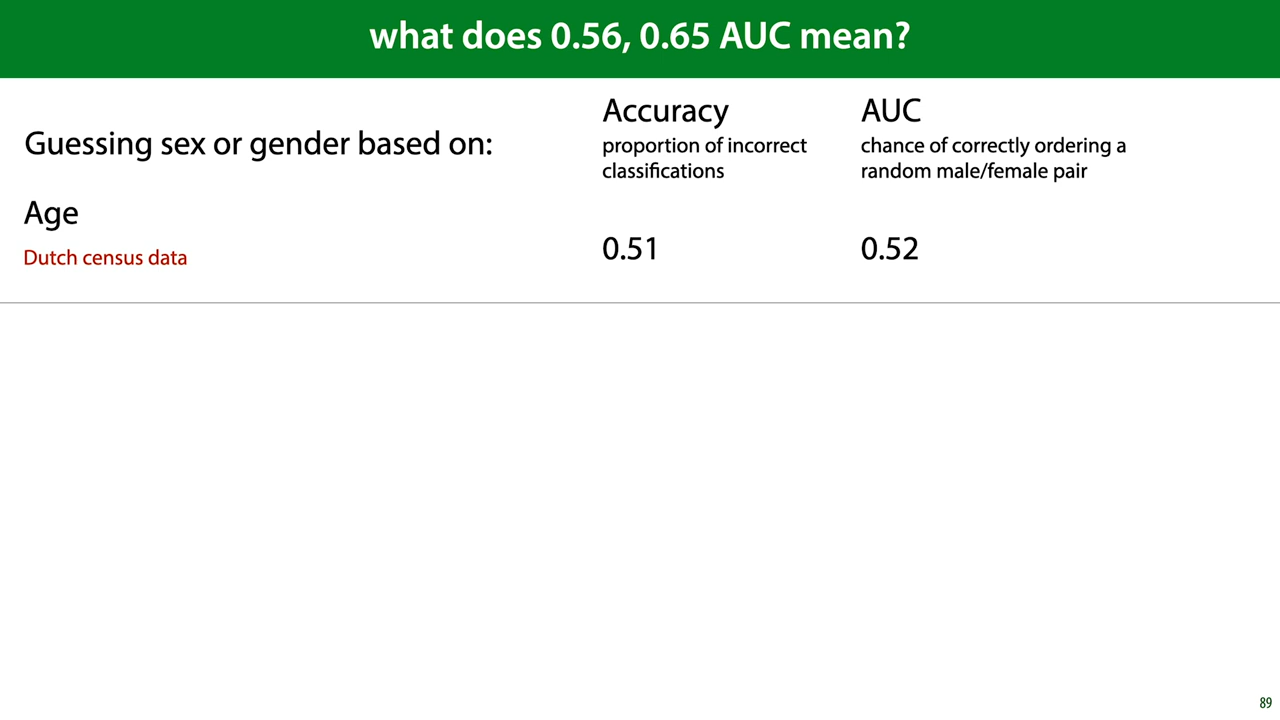 what does 0.56, 0.65 AUC mean?
Guessing sex or gender based on:
Accuracy
proportion of incorrect
classifications
AUC
chance of correctly ordering a
random male/female pair
Age
Dutch census data
0.51
0.52
89